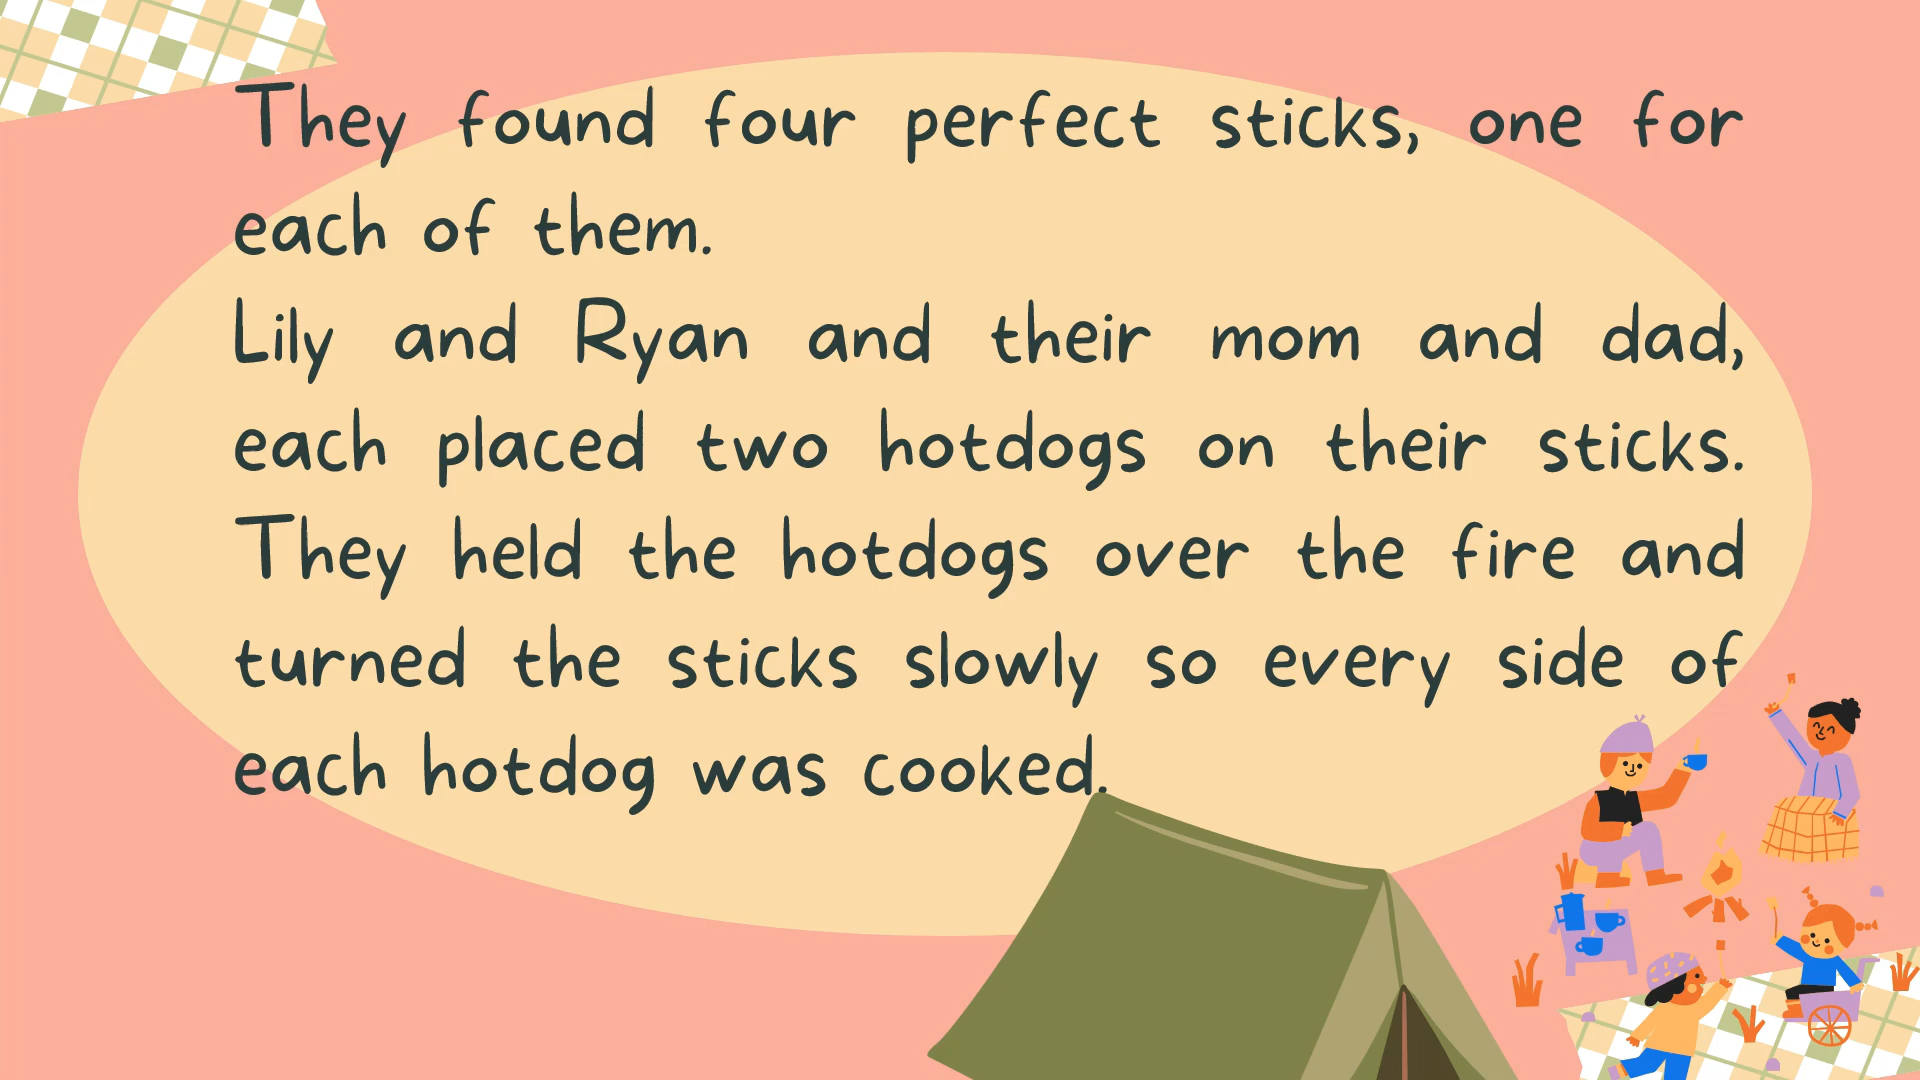 They found four perfect sticks, one for
each of them.
Lily and Ryan and their mom and dad,
each placed two hotdogs on their sticks.
They held the hotdogs over the fire and
turned the sticks slowly so every side of
each hotdog was cooked.